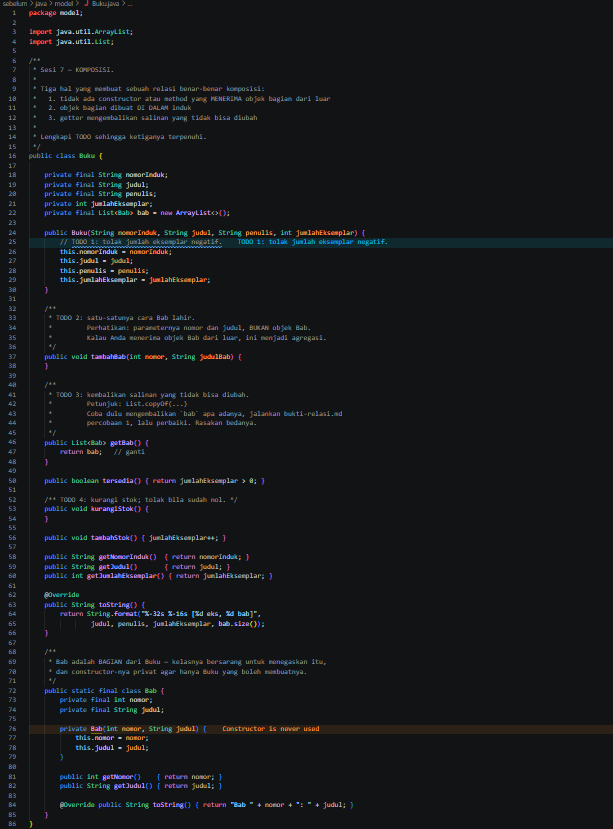 sebelum > java > model > J Buku.java > ...
1 package model;
2
3 import java.util.ArrayList;
4 import java.util.List;
5
6 /**
7  * Sesi 7 — KOMPOSISI.
8  *
9  * Tiga hal yang membuat sebuah relasi benar-benar komposisi:
10  *   1. tidak ada constructor atau method yang MENERIMA objek bagian dari luar
11  *   2. objek bagian dibuat DI DALAM induk
12  *   3. getter mengembalikan salinan yang tidak bisa diubah
13  *
14  * Lengkapi TODO sehingga ketiganya terpenuhi.
15  */
16 public class Buku {
17
18     private final String nomorInduk;
19     private final String judul;
20     private final String penulis;
21     private int jumlahEksemplar;
22     private final List<Bab> bab = new ArrayList<>();
23
24     public Buku(String nomorInduk, String judul, String penulis, int jumlahEksemplar) {
25         // TODO 1: tolak jumlah eksemplar negatif.     TODO 1: tolak jumlah eksemplar negatif.
26         this.nomorInduk = nomorInduk;
27         this.judul = judul;
28         this.penulis = penulis;
29         this.jumlahEksemplar = jumlahEksemplar;
30     }
31
32     /**
33      * TODO 2: satu-satunya cara Bab lahir.
34      *         Perhatikan: parameternya nomor dan judul, BUKAN objek Bab.
35      *         Kalau Anda menerima objek Bab dari luar, ini menjadi agregasi.
36      */
37     public void tambahBab(int nomor, String judulBab) {
38     }
39
40     /**
41      * TODO 3: kembalikan salinan yang tidak bisa diubah.
42      *         Petunjuk: List.copyOf(...)
43      *         Coba dulu mengembalikan `bab` apa adanya, jalankan bukti-relasi.md
44      *         percobaan 1, lalu perbaiki. Rasakan bedanya.
45      */
46     public List<Bab> getBab() {
47         return bab;   // ganti
48     }
49
50     public boolean tersedia() { return jumlahEksemplar > 0; }
51
52     /** TODO 4: kurangi stok; tolak bila sudah nol. */
53     public void kurangiStok() {
54     }
55
56     public void tambahStok() { jumlahEksemplar++; }
57
58     public String getNomorInduk()  { return nomorInduk; }
59     public String getJudul()       { return judul; }
60     public int getJumlahEksemplar() { return jumlahEksemplar; }
61
62     @Override
63     public String toString() {
64         return String.format("%-32s %-16s [%d eks, %d bab]",
65                 judul, penulis, jumlahEksemplar, bab.size());
66     }
67
68     /**
69      * Bab adalah BAGIAN dari Buku — kelasnya bersarang untuk menegaskan itu,
70      * dan constructor-nya privat agar hanya Buku yang boleh membuatnya.
71      */
72     public static final class Bab {
73         private final int nomor;
74         private final String judul;
75
76         private Bab(int nomor, String judul) {     Constructor is never used
77             this.nomor = nomor;
78             this.judul = judul;
79         }
80
81         public int getNomor()    { return nomor; }
82         public String getJudul() { return judul; }
83
84         @Override public String toString() { return "Bab " + nomor + ": " + judul; }
85     }
86 }